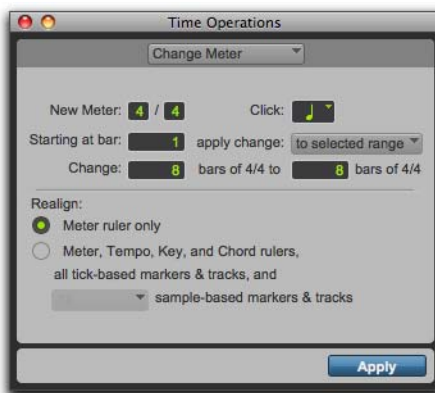 Time Operations
Change Meter
New Meter: 4 / 4 Click:
Starting at bar: 1 apply change: to selected range
Change: 8 bars of 4/4 to 8 bars of 4/4
Realign:
Meter ruler only
Meter, Tempo, Key, and Chord rulers,
all tick-based markers & tracks, and
sample-based markers & tracks
Apply